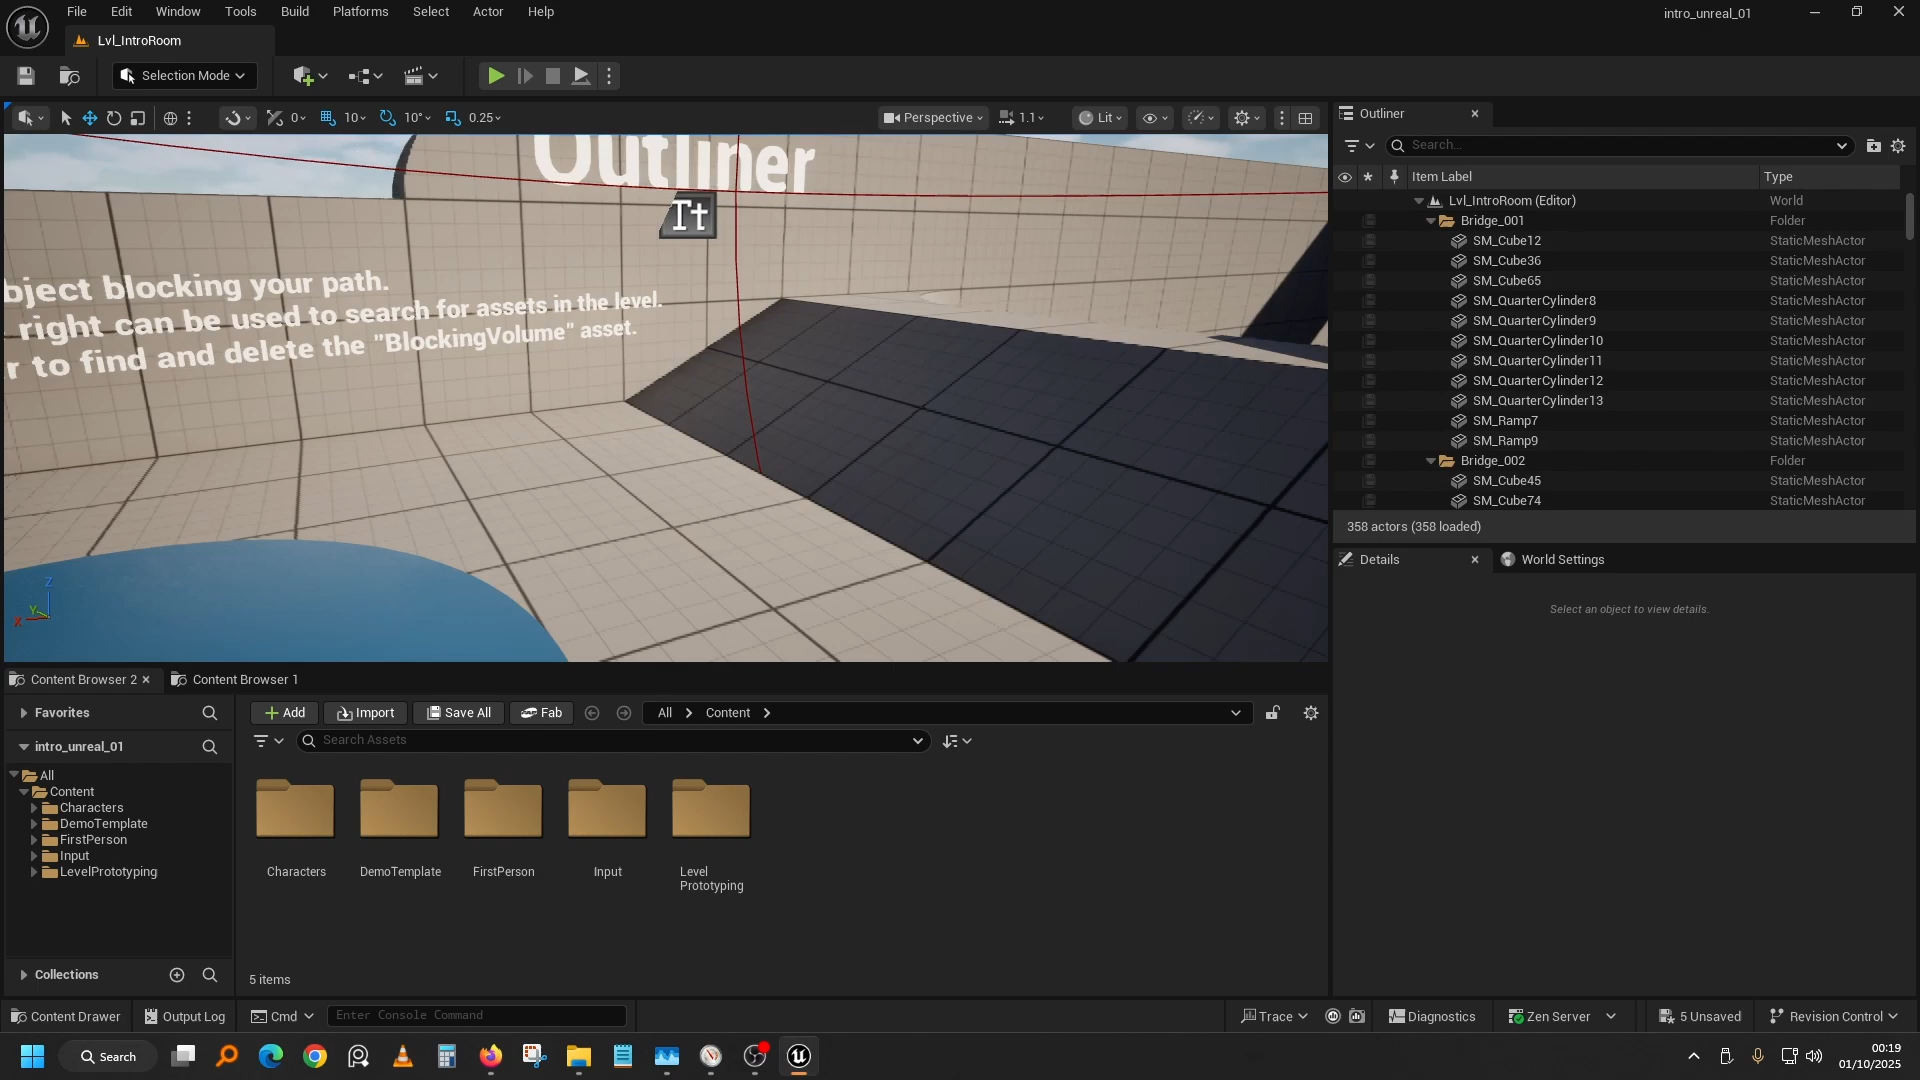 File Edit Window Tools Build Platforms Select Actor Help
intro_unreal_01
Lvl_IntroRoom
Selection Mode
0 10 10° 0.25
Perspective 1.1 Lit
Outliner
Tt
bject blocking your path.
right can be used to search for assets in the level.
r to find and delete the "BlockingVolume" asset.
Z
Y
X
Outliner
Search...
Item Label Type
Lvl_IntroRoom (Editor) World
Bridge_001 Folder
SM_Cube12 StaticMeshActor
SM_Cube36 StaticMeshActor
SM_Cube65 StaticMeshActor
SM_QuarterCylinder8 StaticMeshActor
SM_QuarterCylinder9 StaticMeshActor
SM_QuarterCylinder10 StaticMeshActor
SM_QuarterCylinder11 StaticMeshActor
SM_QuarterCylinder12 StaticMeshActor
SM_QuarterCylinder13 StaticMeshActor
SM_Ramp7 StaticMeshActor
SM_Ramp9 StaticMeshActor
Bridge_002 Folder
SM_Cube45 StaticMeshActor
SM_Cube74 StaticMeshActor
358 actors (358 loaded)
Details World Settings
Select an object to view details.
Content Browser 2 Content Browser 1
Favorites
intro_unreal_01
All
Content
Characters
DemoTemplate
FirstPerson
Input
LevelPrototyping
Collections
Add Import Save All Fab All Content
Search Assets
Characters
DemoTemplate
FirstPerson
Input
Level
Prototyping
5 items
Content Drawer Output Log Cmd Enter Console Command
Trace Diagnostics Zen Server 5 Unsaved Revision Control
Search
00:19
01/10/2025